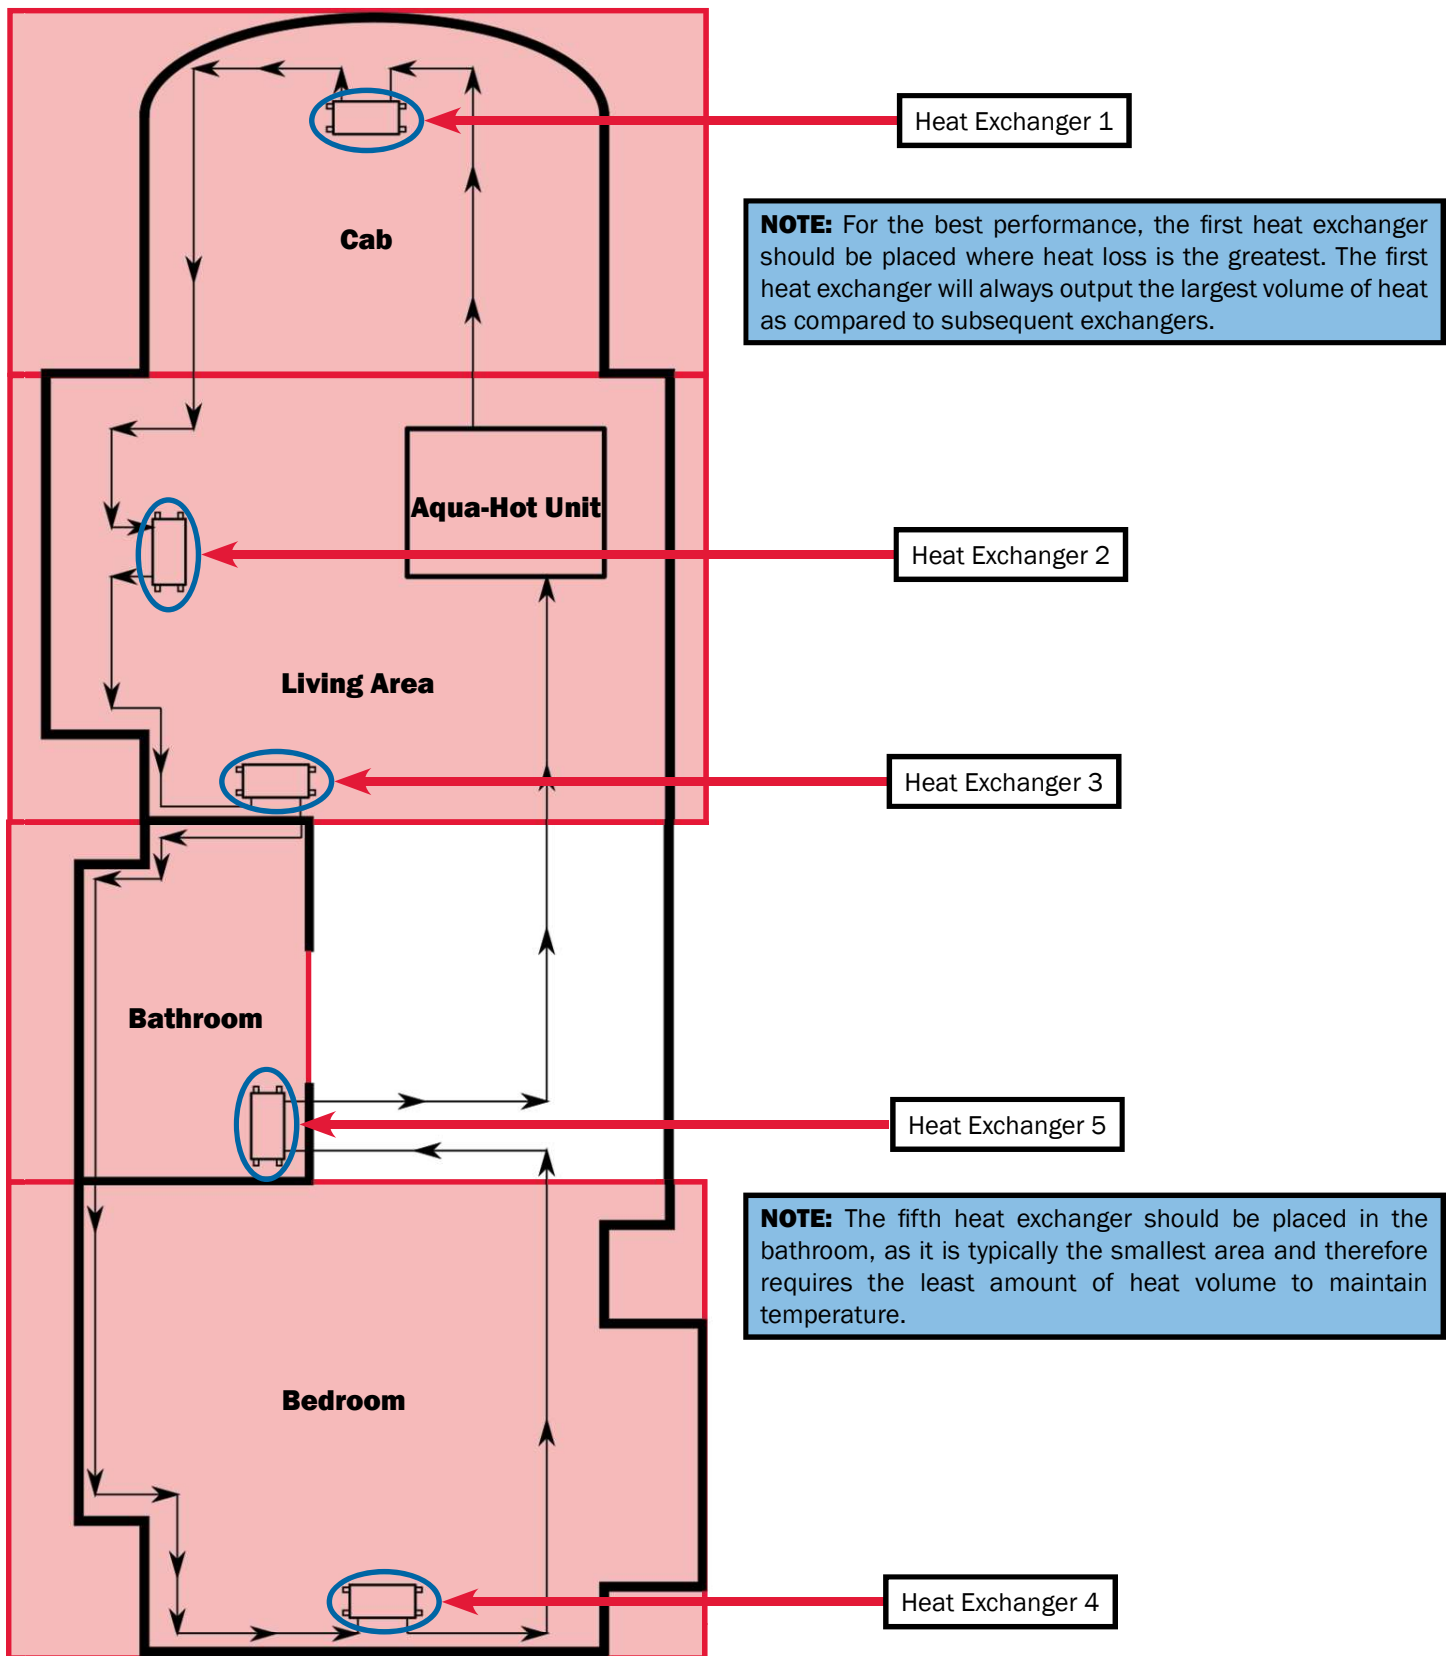 Heat Exchanger 1
NOTE: For the best performance, the first heat exchanger
should be placed where heat loss is the greatest. The first
heat exchanger will always output the largest volume of heat
as compared to subsequent exchangers.
Cab
Aqua-Hot Unit
Heat Exchanger 2
Living Area
Heat Exchanger 3
Bathroom
Heat Exchanger 5
NOTE: The fifth heat exchanger should be placed in the
bathroom, as it is typically the smallest area and therefore
requires the least amount of heat volume to maintain
temperature.
Bedroom
Heat Exchanger 4